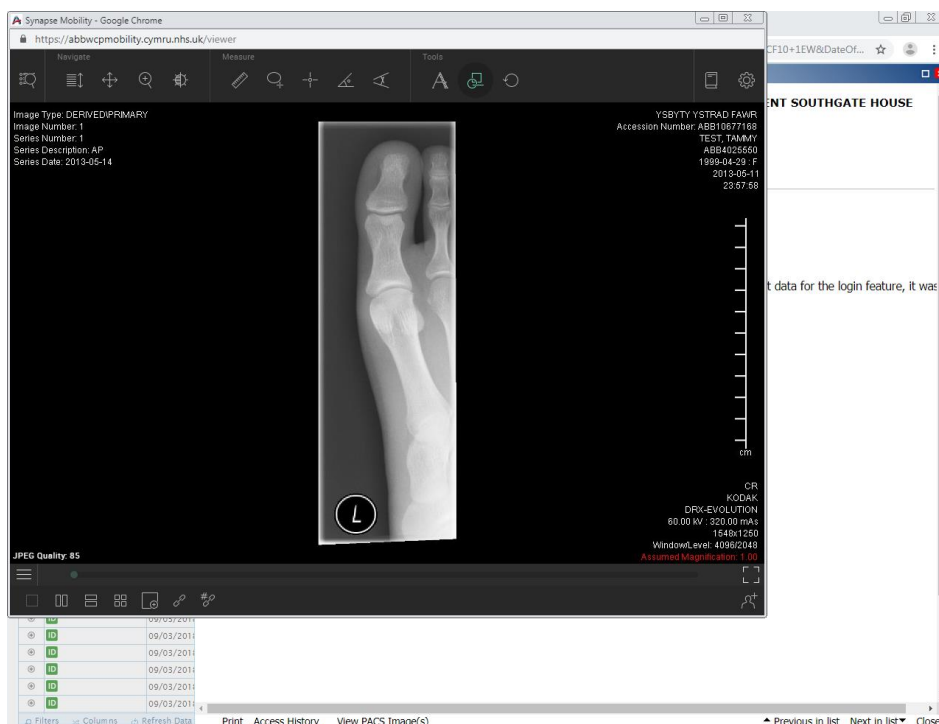 Synapse Mobility - Google Chrome
https://abbwcpmobility.cymru.nhs.uk/viewer
CF10+1EW&DateOf...
Navigate
Measure
Tools
ENT SOUTHGATE HOUSE
Image Type: DERIVED\PRIMARY
Image Number: 1
Series Number: 1
Series Description: AP
Series Date: 2013-05-14
YSBYTY YSTRAD FAWR
Accession Number: ABB10677168
TEST, TAMMY
ABB4025550
1999-04-29 : F
2013-05-11
23:57:58
t data for the login feature, it was
cm
L
CR
KODAK
DRX-EVOLUTION
60.00 kV : 320.00 mAs
1548x1250
Window/Level: 4096/2048
Assumed Magnification: 1.00
JPEG Quality: 85
ID 09/03/201
ID 09/03/201
ID 09/03/201
ID 09/03/201
ID 09/03/201
ID 09/03/201
Filters Columns Refresh Data
Print Access History View PACS Image(s)
Previous in list Next in list Close